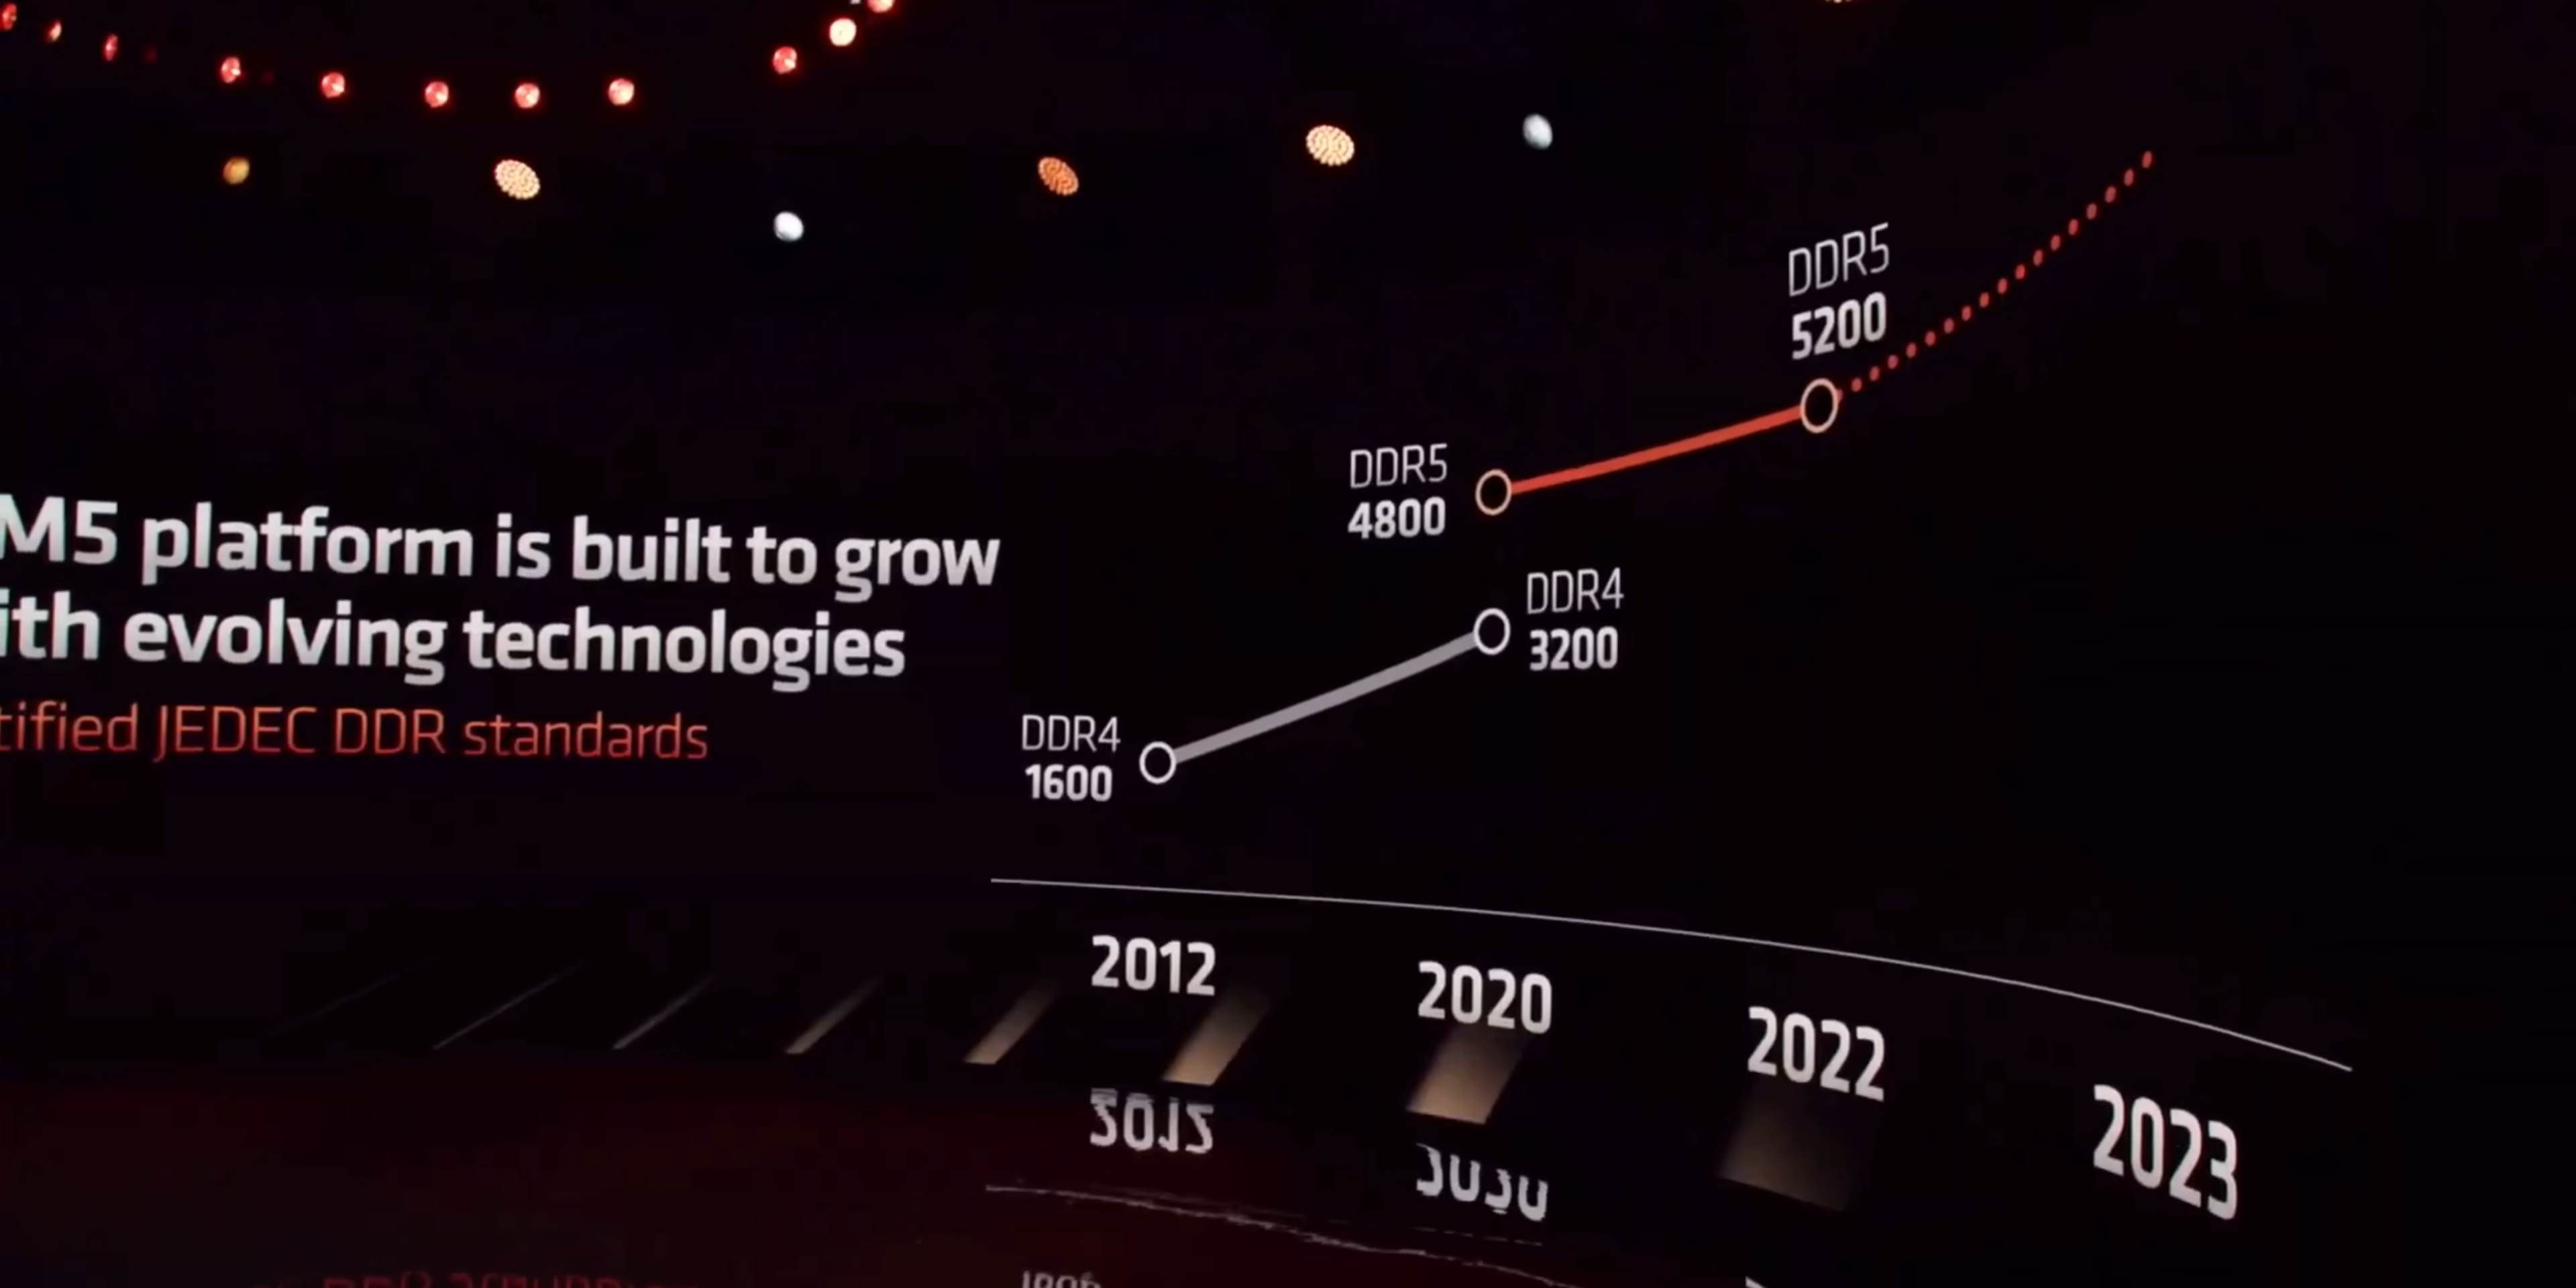 M5 platform is built to grow
ith evolving technologies
tified JEDEC DDR standards
DDR5
5200
DDR5
4800
DDR4
3200
DDR4
1600
2012
2020
2022
2023